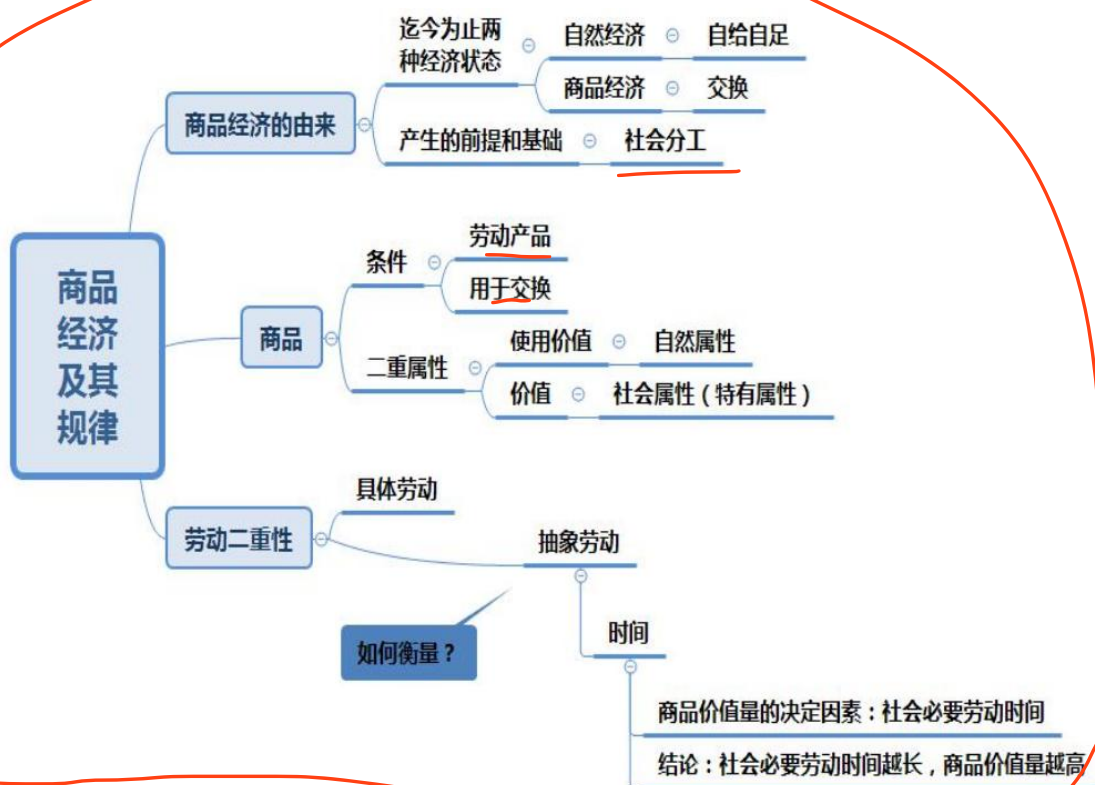 商品
经济
及其
规律
商品经济的由来
迄今为止两
种经济状态
自然经济
自给自足
商品经济
交换
产生的前提和基础
社会分工
商品
条件
劳动产品
用于交换
二重属性
使用价值
自然属性
价值
社会属性（特有属性）
劳动二重性
具体劳动
抽象劳动
如何衡量？
时间
商品价值量的决定因素：社会必要劳动时间
结论：社会必要劳动时间越长，商品价值量越高